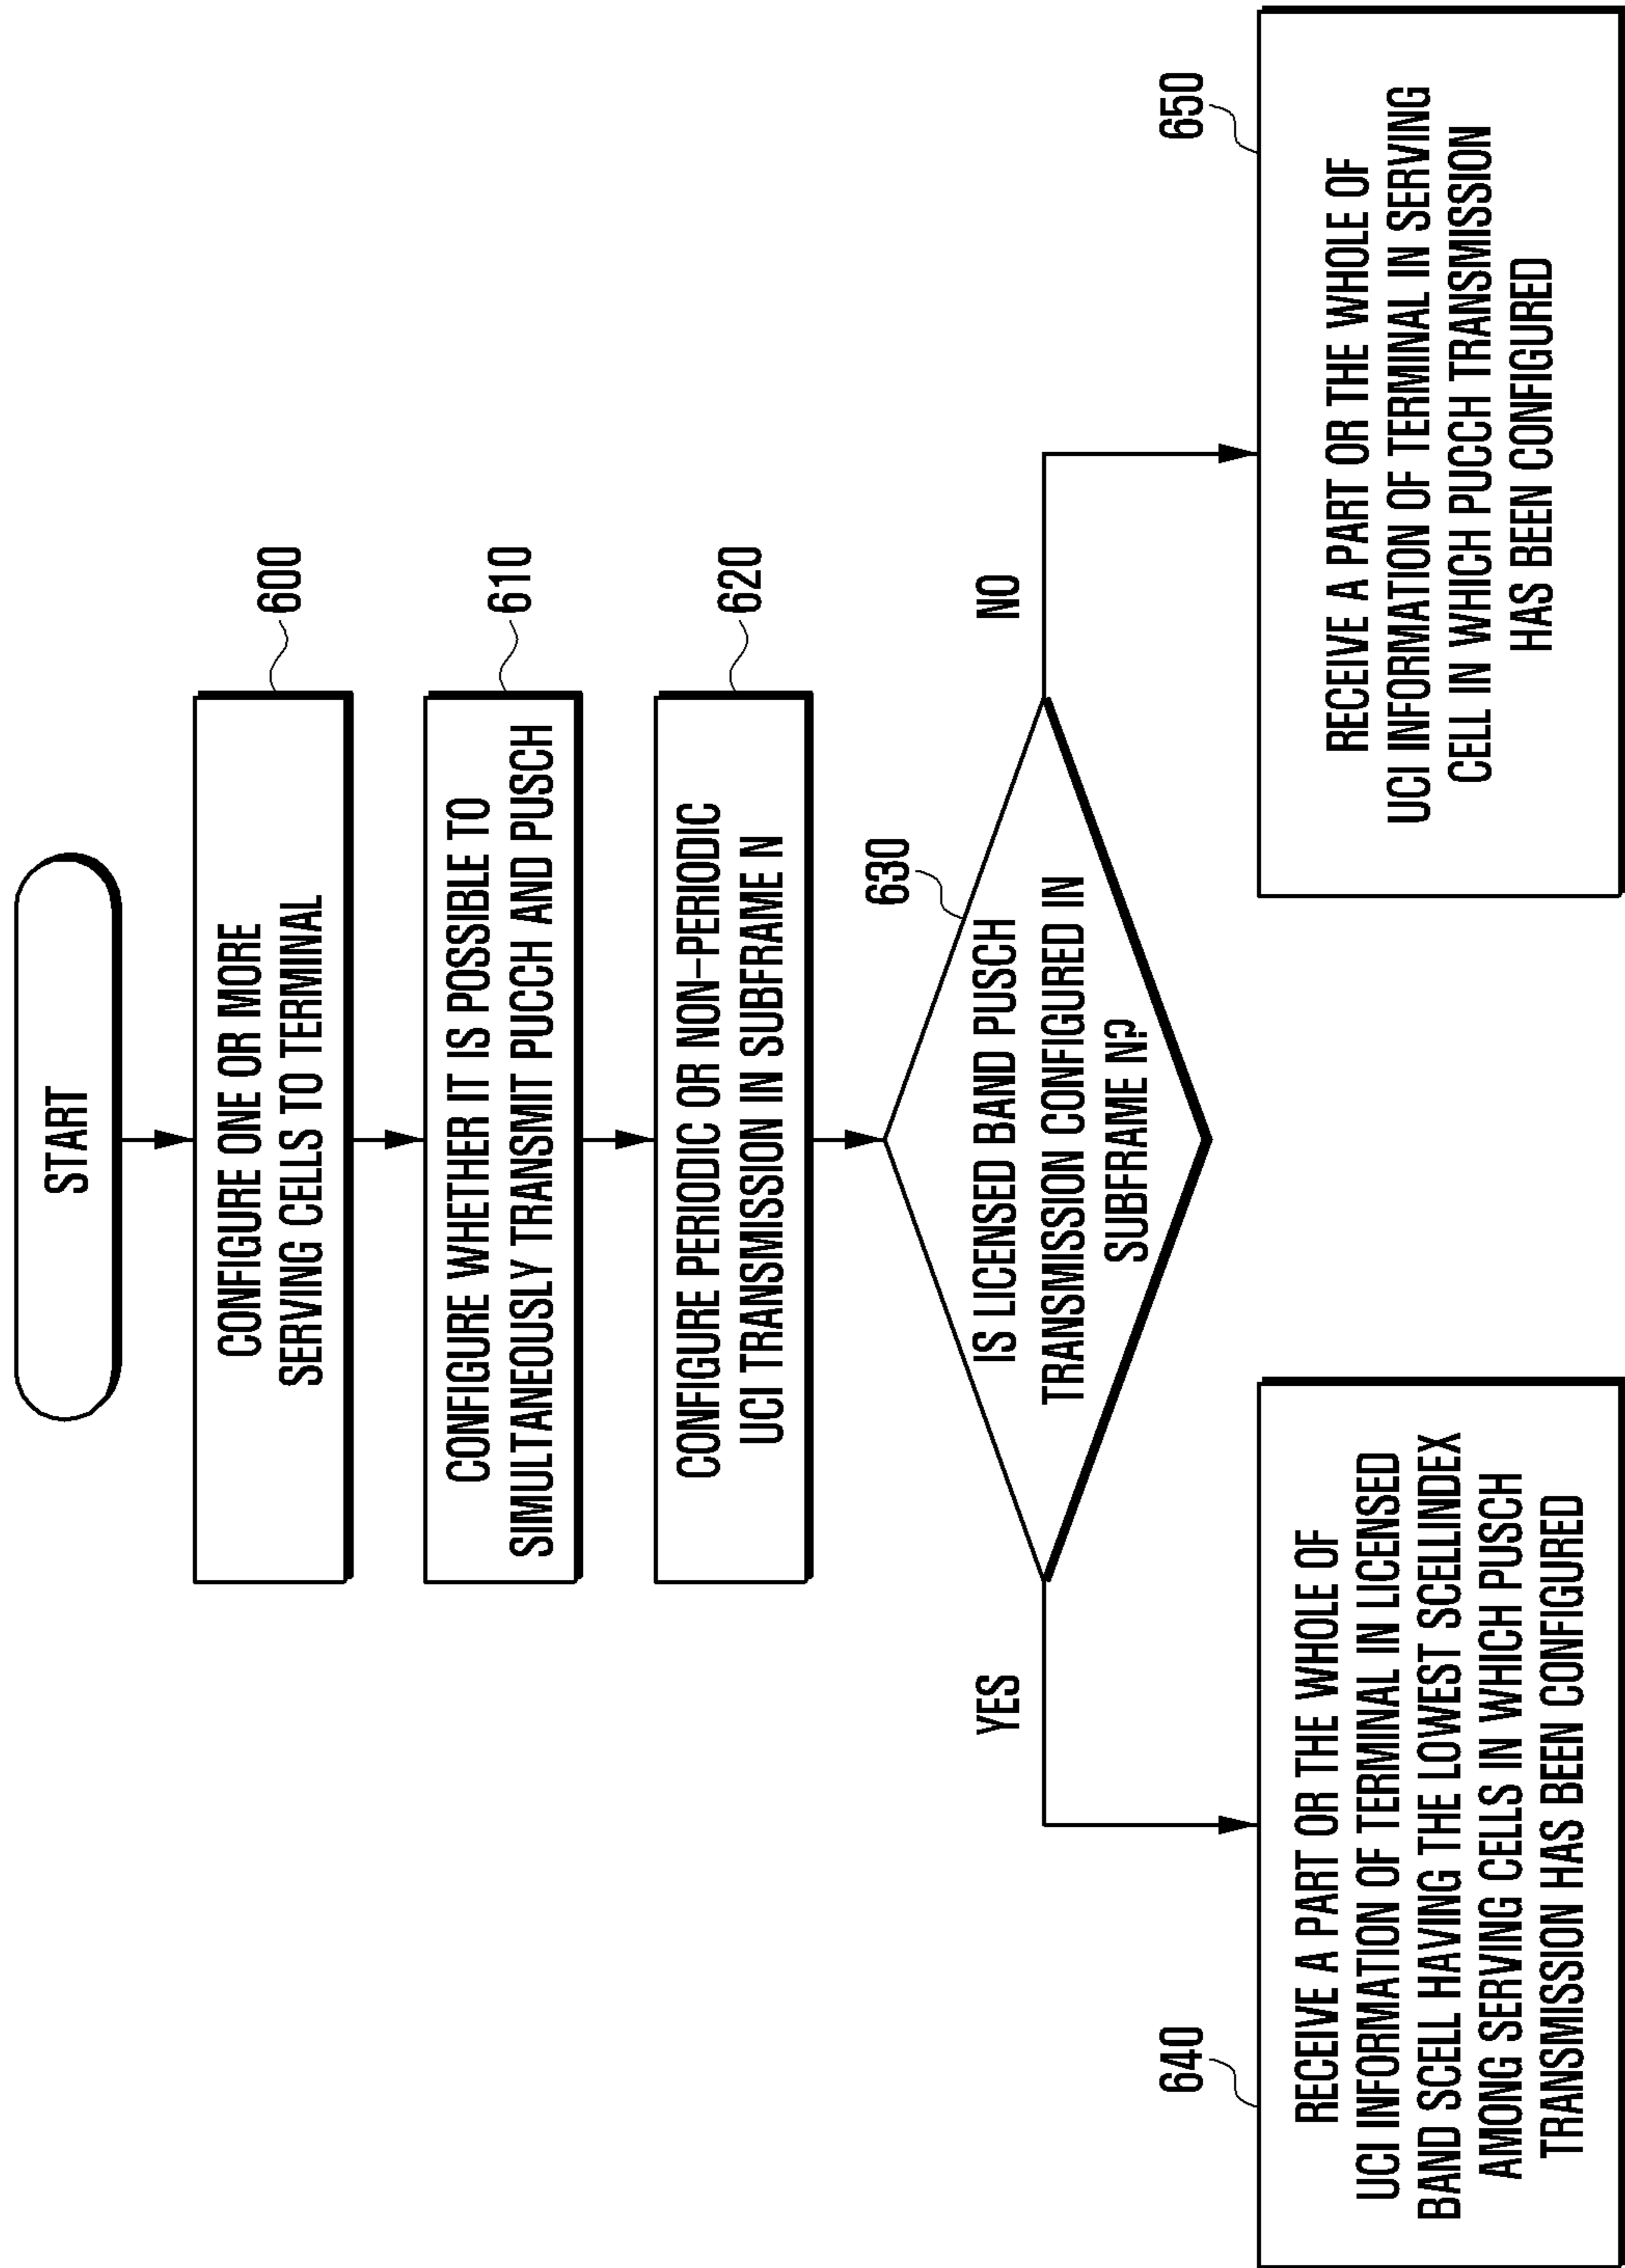 START
600
CONFIGURE ONE OR MORE
SERVING CELLS TO TERMINAL
610
CONFIGURE WHETHER IT IS POSSIBLE TO
SIMULTANEOUSLY TRANSMIT PUCCH AND PUSCH
620
CONFIGURE PERIODIC OR NON-PERIODIC
UCI TRANSMISSION IN SUBFRAME N
630
IS LICENSED BAND PUSCH
TRANSMISSION CONFIGURED IN
SUBFRAME N?
YES
NO
640
RECEIVE A PART OR THE WHOLE OF
UCI INFORMATION OF TERMINAL IN LICENSED
BAND SCELL HAVING THE LOWEST SCELLINDEX
AMONG SERVING CELLS IN WHICH PUSCH
TRANSMISSION HAS BEEN CONFIGURED
650
RECEIVE A PART OR THE WHOLE OF
UCI INFORMATION OF TERMINAL IN SERVING
CELL IN WHICH PUCCH TRANSMISSION
HAS BEEN CONFIGURED